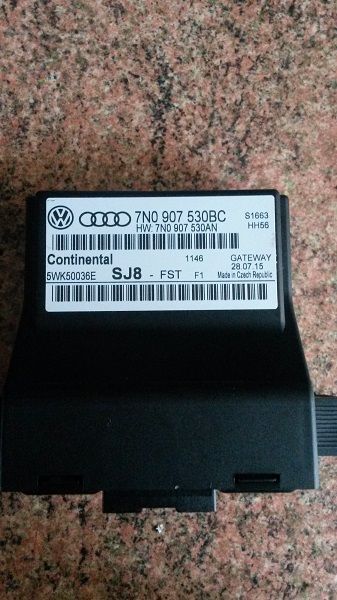 7N0 907 530BC S1663
HW: 7N0 907 530AN HH56
Continental 1146 GATEWAY
28.07.15
5WK50036E SJ8 - FST F1 Made in Czech Republic